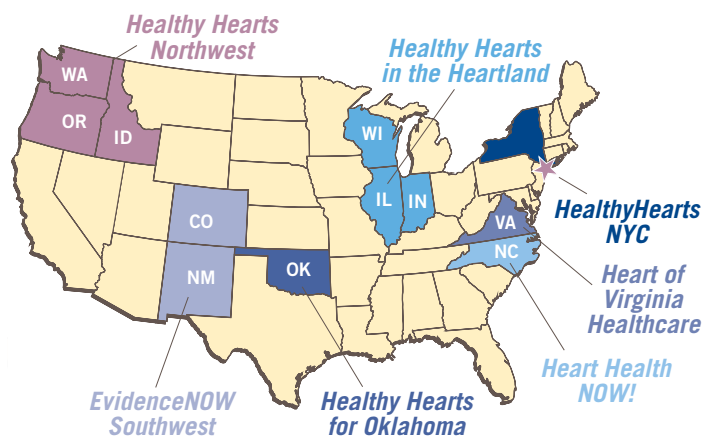 Healthy Hearts
Northwest
Healthy Hearts
in the Heartland
WA
OR
ID
WI
IL
IN
CO
NM
OK
VA
NC
HealthyHearts
NYC
Heart of
Virginia
Healthcare
Heart Health
NOW!
EvidenceNOW
Southwest
Healthy Hearts
for Oklahoma